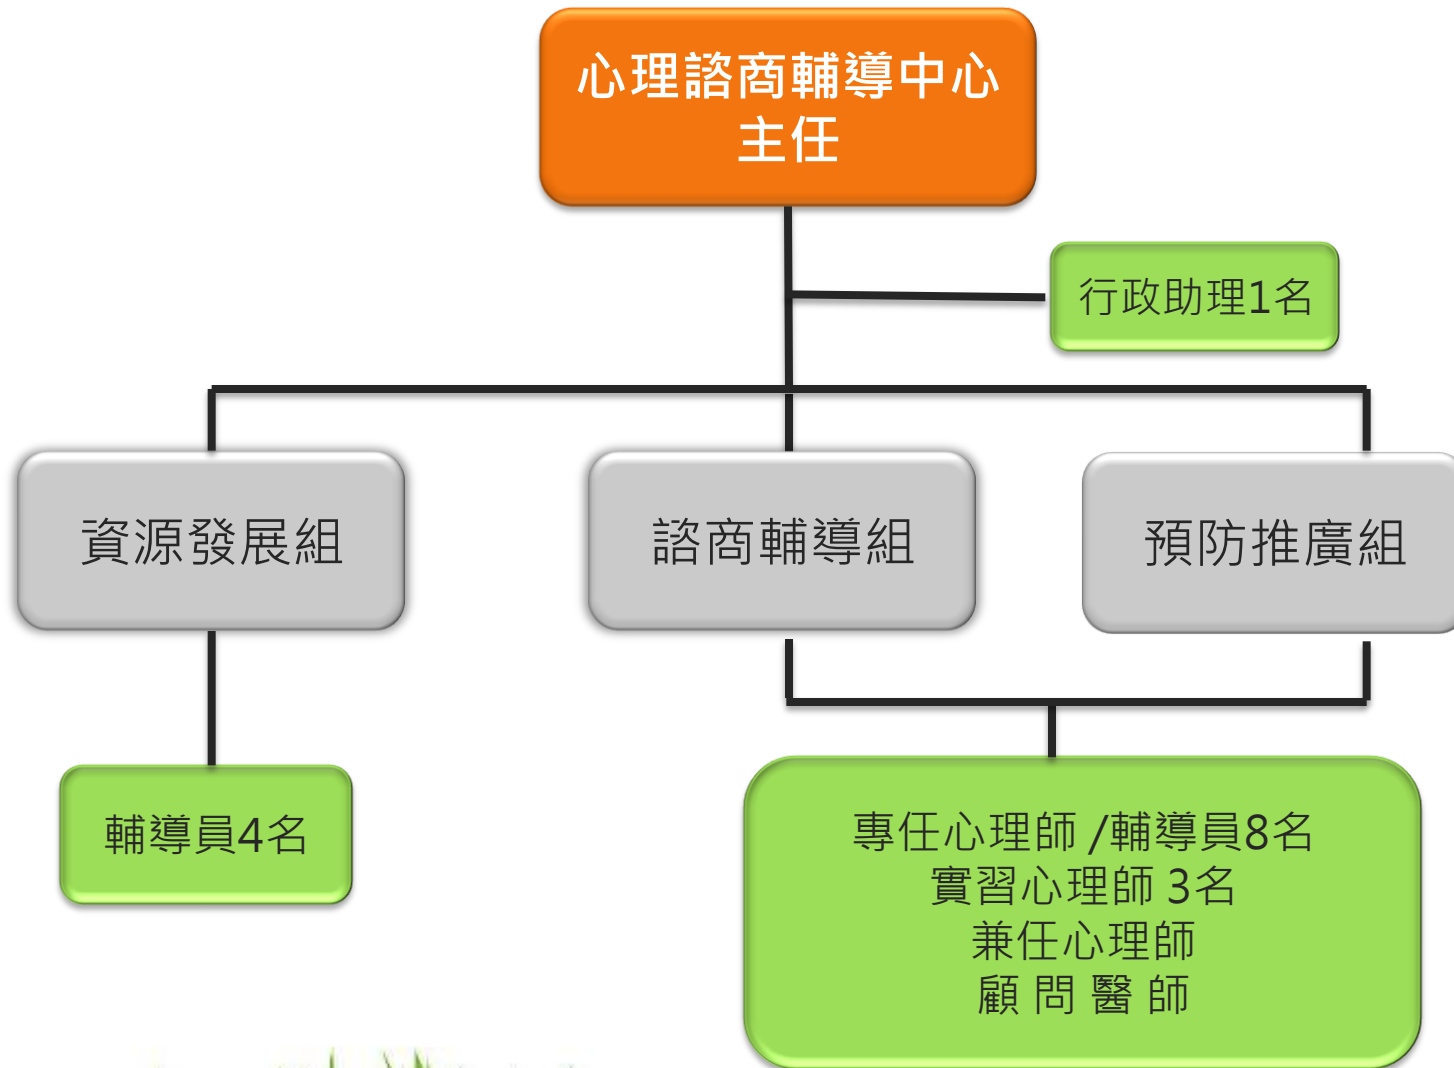 心理諮商輔導中心
主任
行政助理1名
資源發展組
諮商輔導組
預防推廣組
輔導員4名
專任心理師 /輔導員8名
實習心理師 3名
兼任心理師
顧 問 醫 師